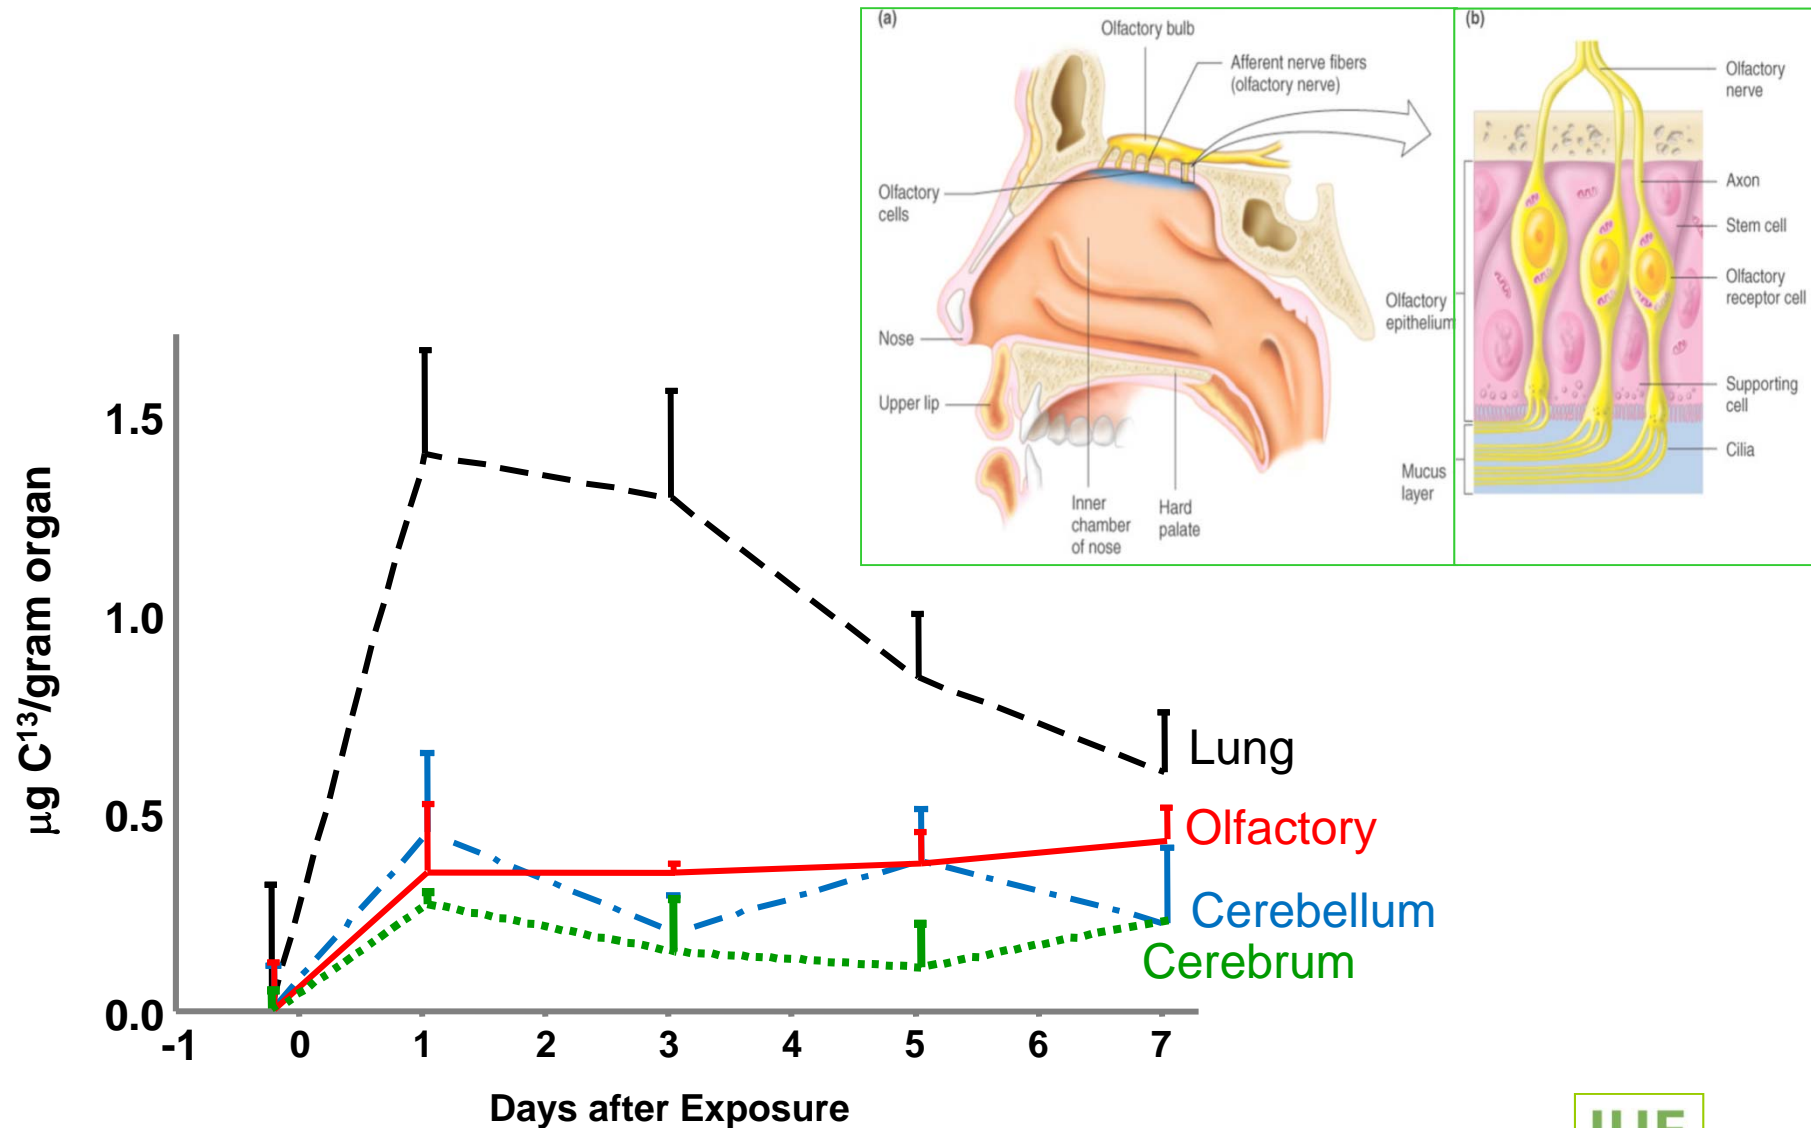 (a)
Olfactory bulb
Afferent nerve fibers
(olfactory nerve)
Olfactory
cells
Nose
Upper lip
Inner
chamber
of nose
Hard
palate
(b)
Olfactory
nerve
Axon
Stem cell
Olfactory
receptor cell
Olfactory
epithelium
Supporting
cell
Cilia
Mucus
layer
µg C13/gram organ
1.5
1.0
0.5
0.0
Lung
Olfactory
Cerebellum
Cerebrum
-1 0 1 2 3 4 5 6 7
Days after Exposure